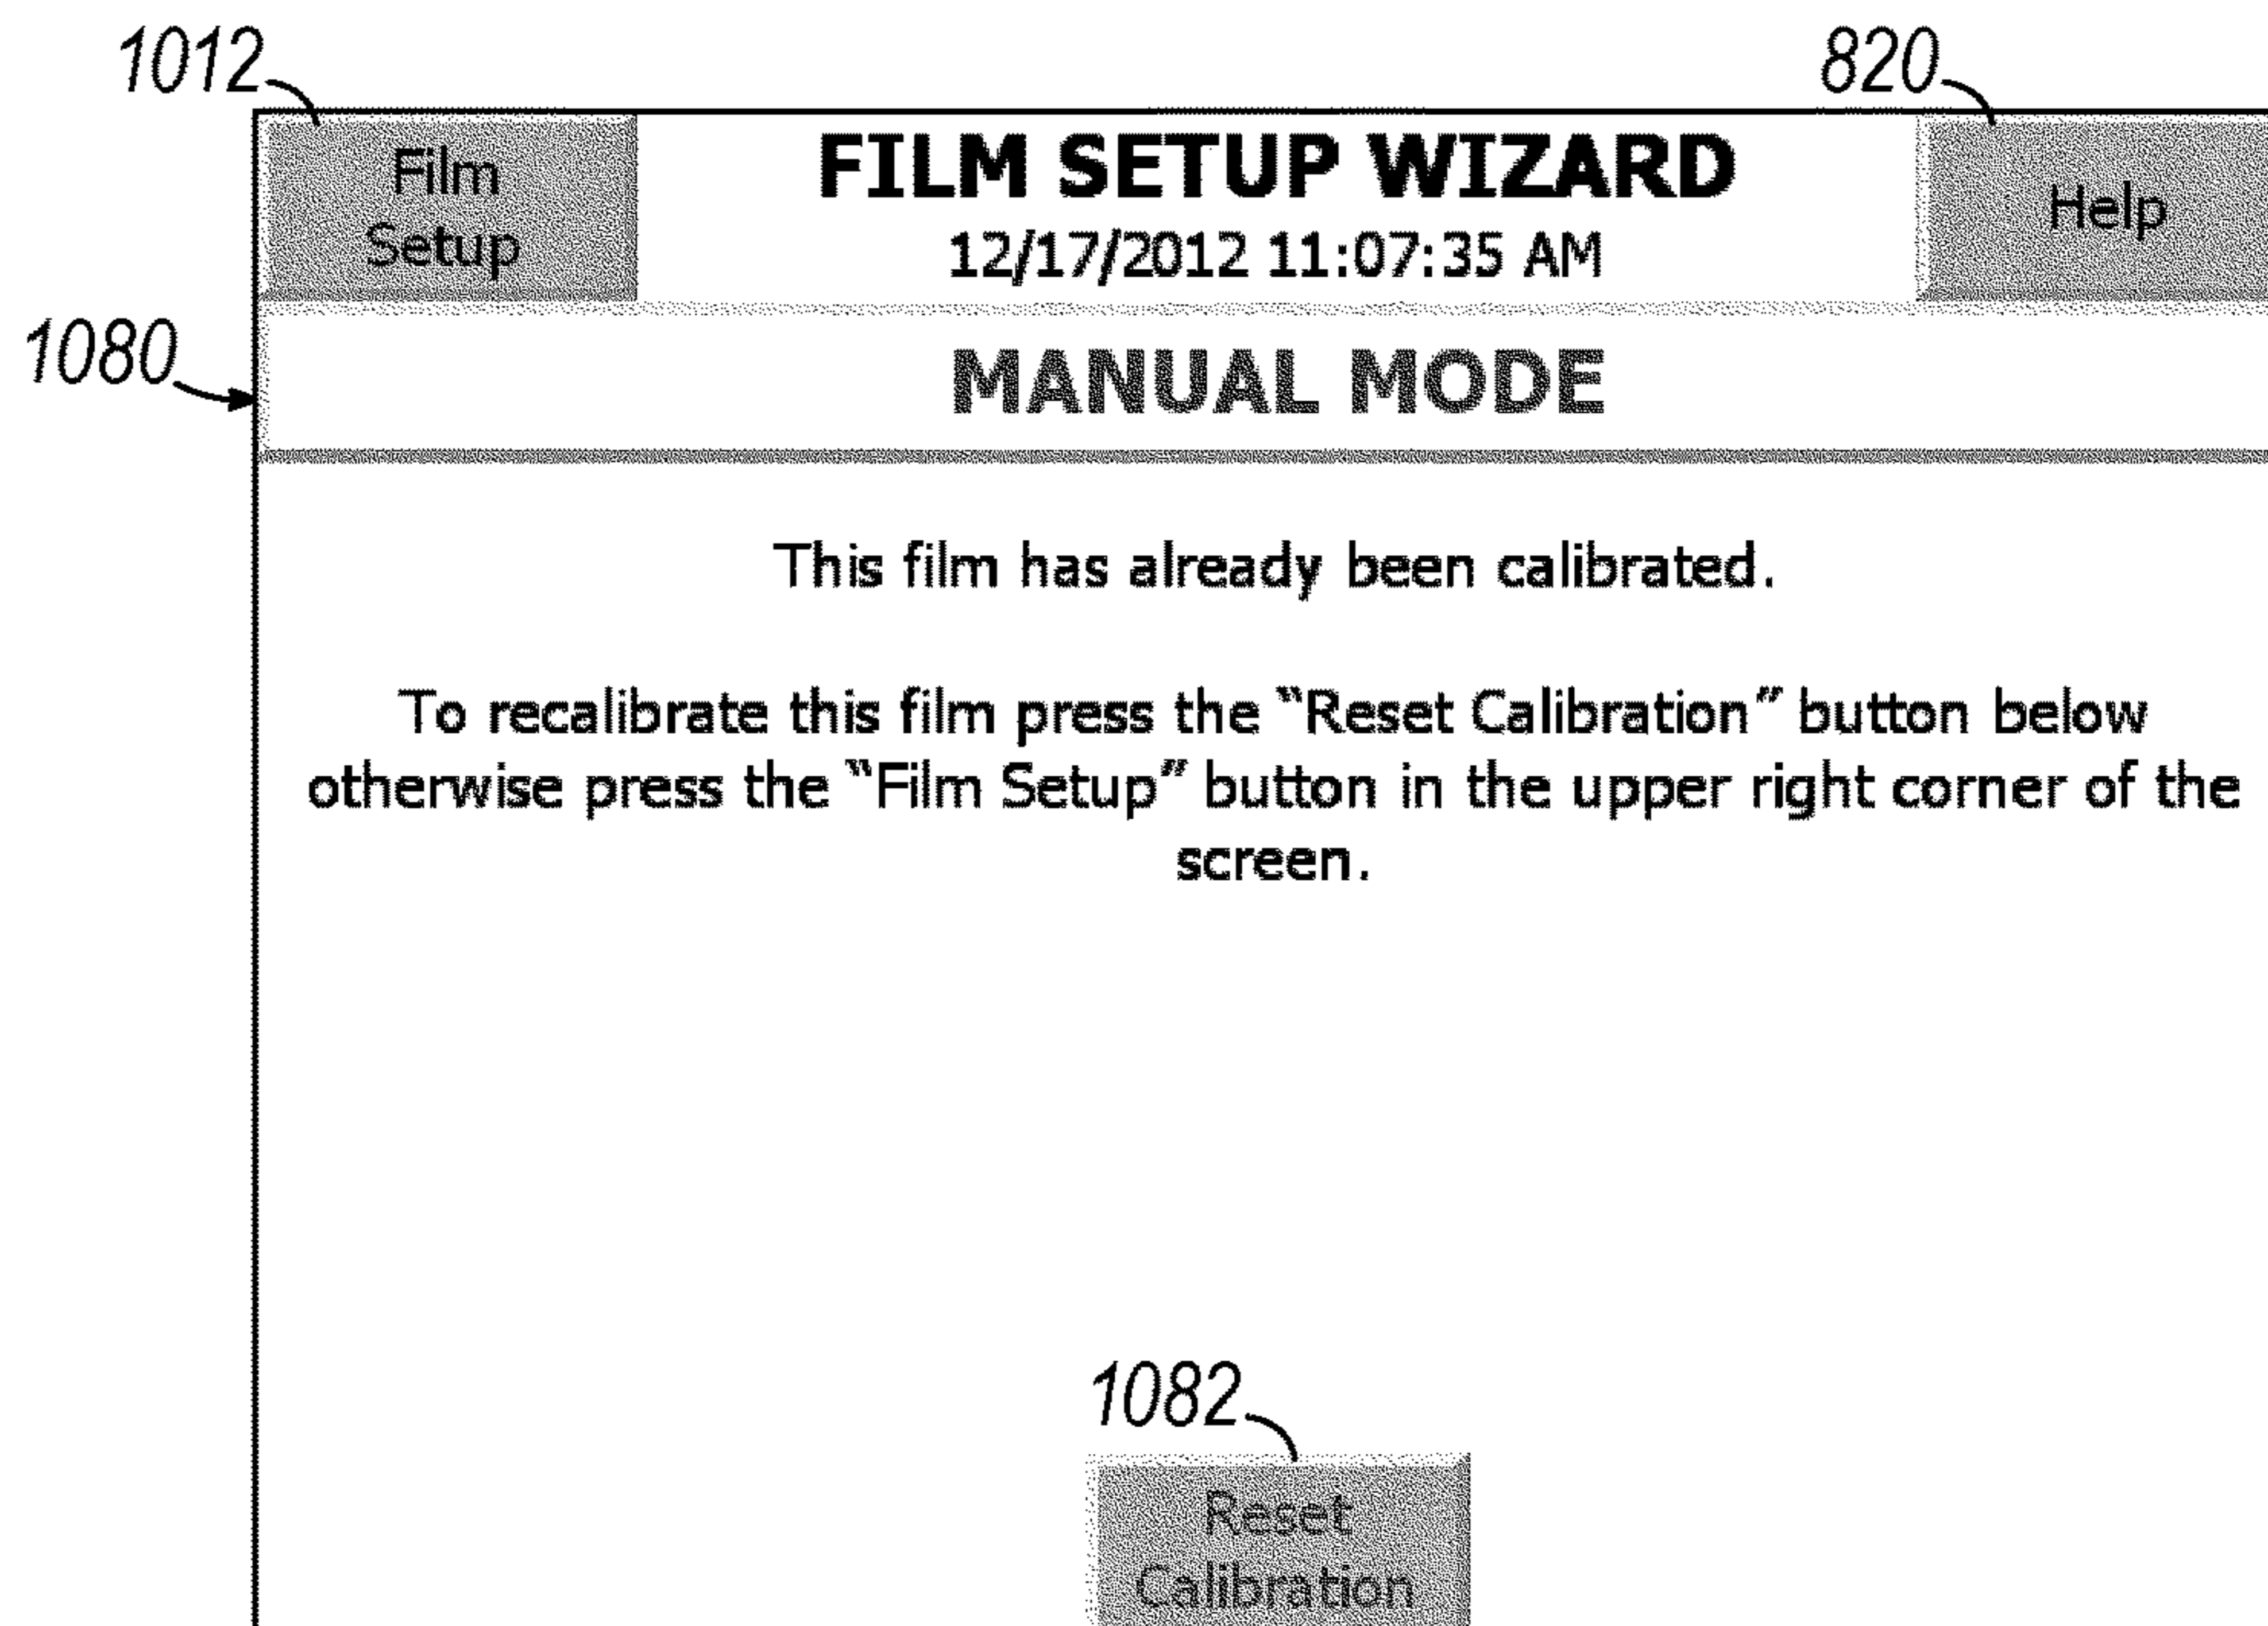 1012
820
Film
Setup
FILM SETUP WIZARD
12/17/2012 11:07:35 AM
Help
1080
MANUAL MODE
This film has already been calibrated.
To recalibrate this film press the “Reset Calibration” button below
otherwise press the “Film Setup” button in the upper right corner of the
screen.
1082
Reset
Calibration